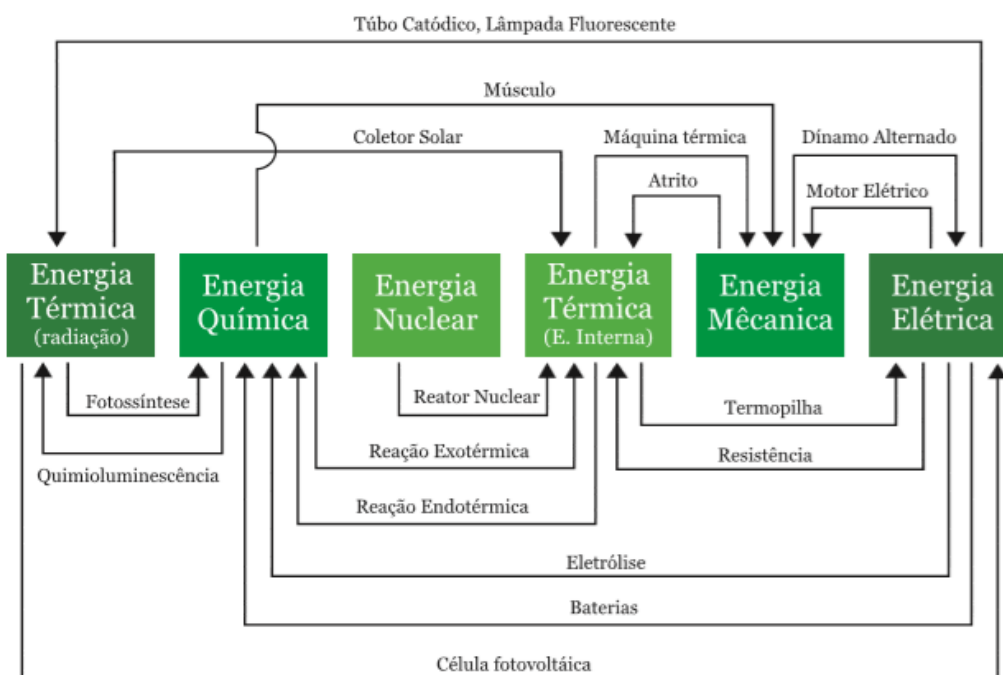 Túbo Catódico, Lâmpada Fluorescente
Músculo
Coletor Solar
Máquina térmica
Dínamo Alternado
Atrito
Motor Elétrico
Energia
Térmica
(radiação)
Energia
Química
Energia
Nuclear
Energia
Térmica
(E. Interna)
Energia
Mêcanica
Energia
Elétrica
Fotossíntese
Reator Nuclear
Termopilha
Quimioluminescência
Reação Exotérmica
Resistência
Reação Endotérmica
Eletrólise
Baterias
Célula fotovoltáica